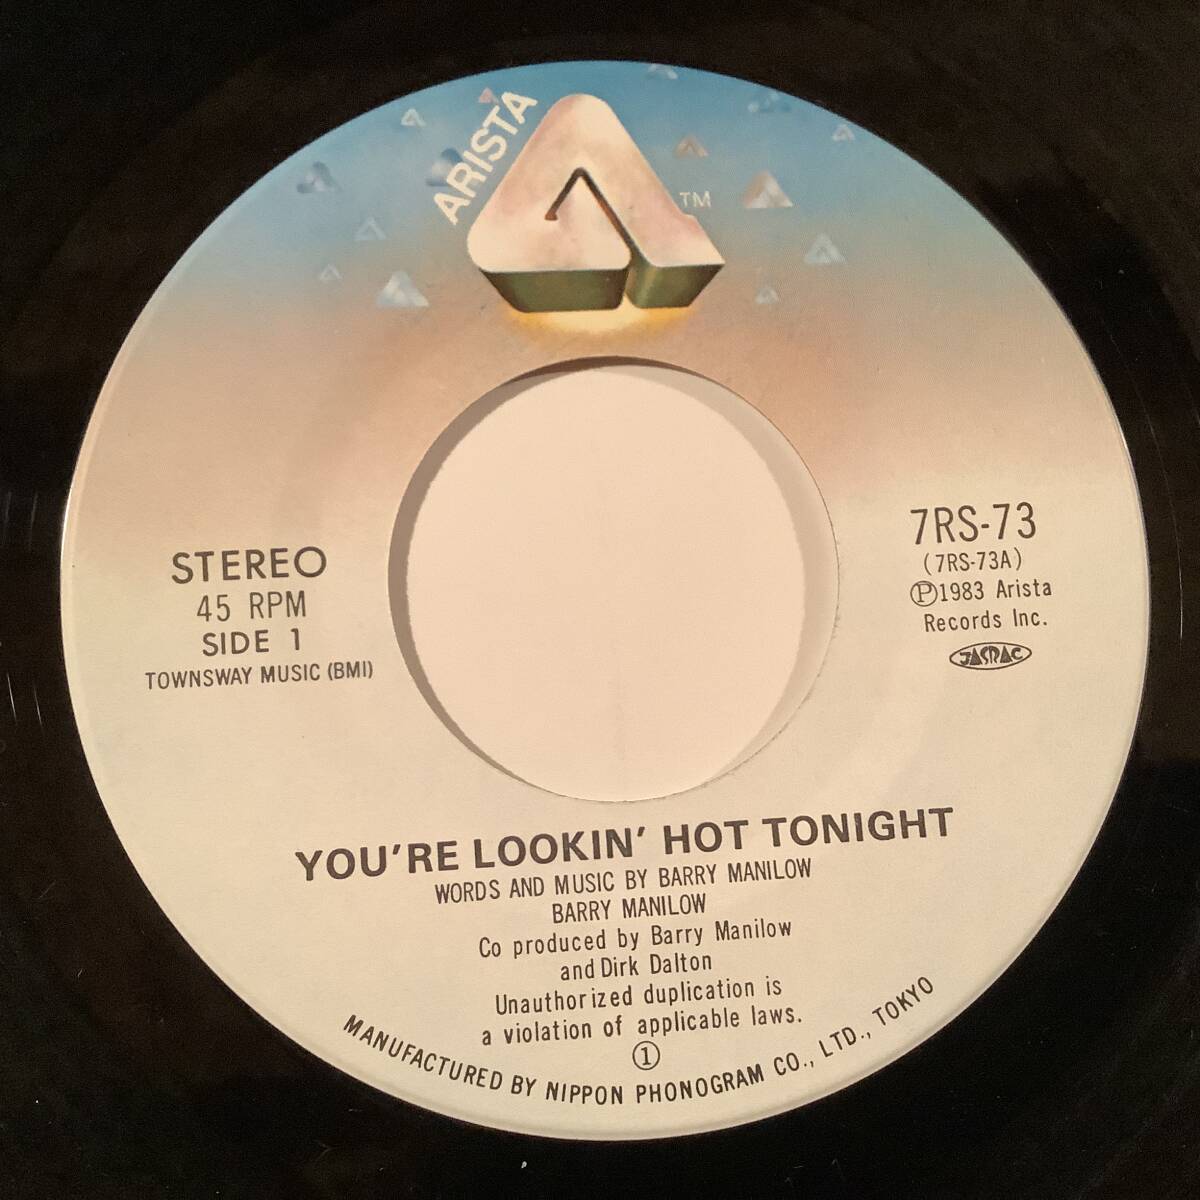 ARISTA
TM
STEREO
45 RPM
SIDE 1
TOWNSWAY MUSIC (BMI)
7RS-73
(7RS-73A)
Ⓟ1983 Arista
Records Inc.
JASRAC
YOU'RE LOOKIN' HOT TONIGHT
WORDS AND MUSIC BY BARRY MANILOW
BARRY MANILOW
Co produced by Barry Manilow
and Dirk Dalton
Unauthorized duplication is
a violation of applicable laws.
①
MANUFACTURED BY NIPPON PHONOGRAM CO., LTD., TOKYO